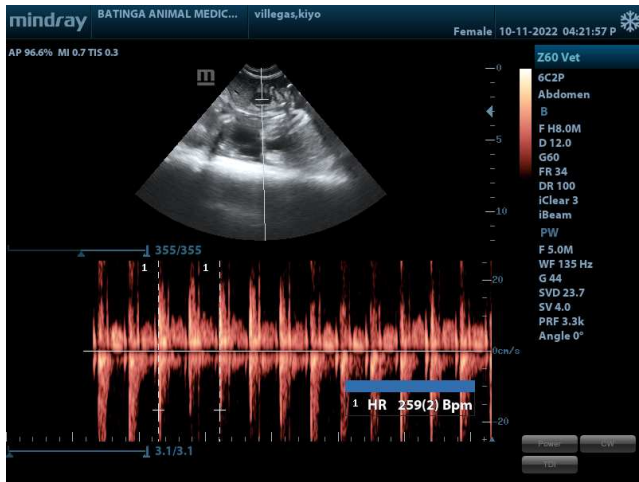 mindray
BATINGA ANIMAL MEDIC...
villegas,kiyo
Female 10-11-2022 04:21:57 P
AP 96.6% MI 0.7 TIS 0.3
m
Z60 Vet
6C2P
Abdomen
B
F H8.0M
D 12.0
G60
FR 34
DR 100
iClear 3
iBeam
PW
F 5.0M
WF 135 Hz
G 44
SVD 23.7
SV 4.0
PRF 3.3k
Angle 0°
0
5
10
355/355
1
1
20
0cm/s
-20
1 HR 259(2) Bpm
3.1/3.1
Power
CW
TDI